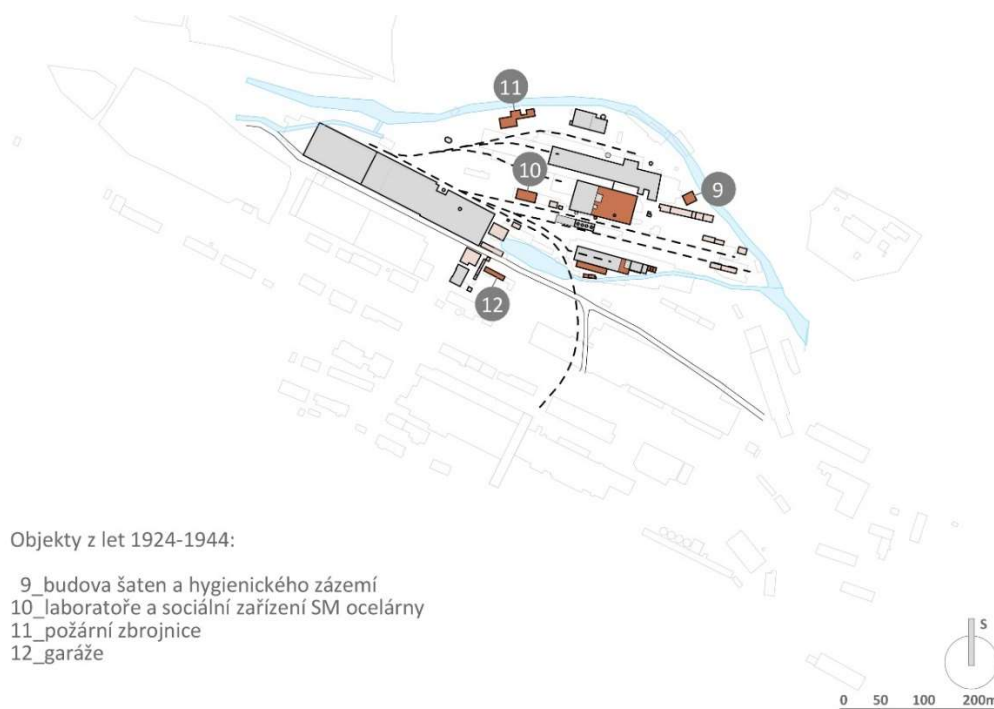 11
10
9
12
Objekty z let 1924-1944:
9_budova šaten a hygienického zázemí
10_laboratoře a sociální zařízení SM ocelárny
11_požární zbrojnice
12_garáže
S
0 50 100 200m